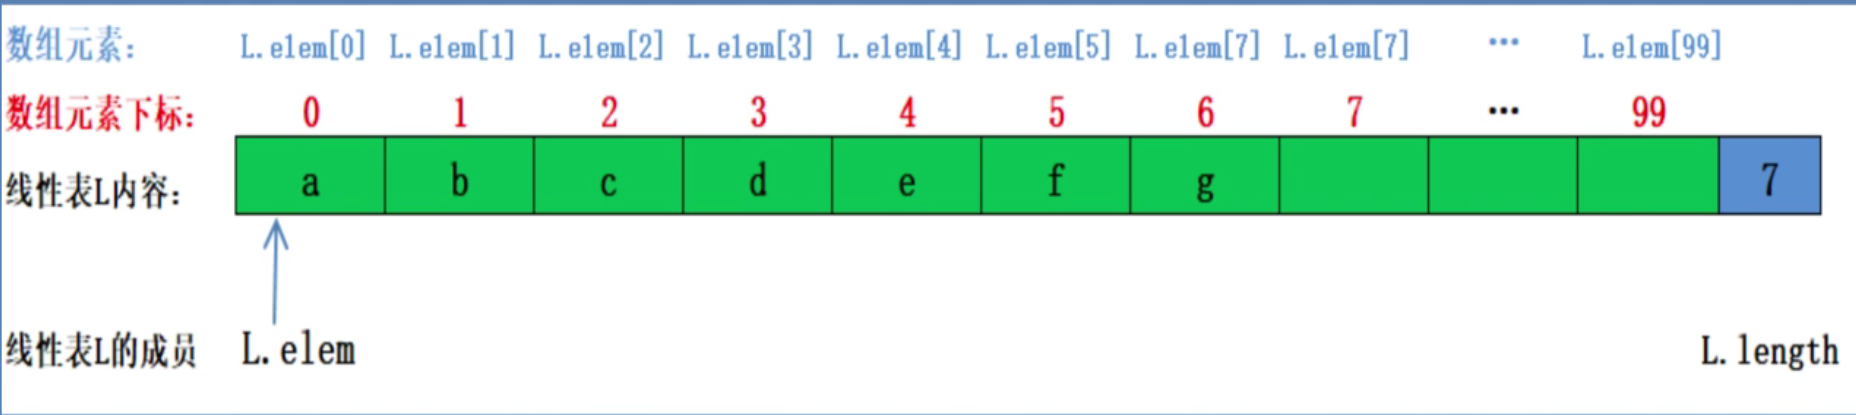 数组元素： L.elem[0] L.elem[1] L.elem[2] L.elem[3] L.elem[4] L.elem[5] L.elem[7] L.elem[7] … L.elem[99]
数组元素下标： 0 1 2 3 4 5 6 7 … 99
线性表L内容： a b c d e f g 7
线性表L的成员 L.elem L.length